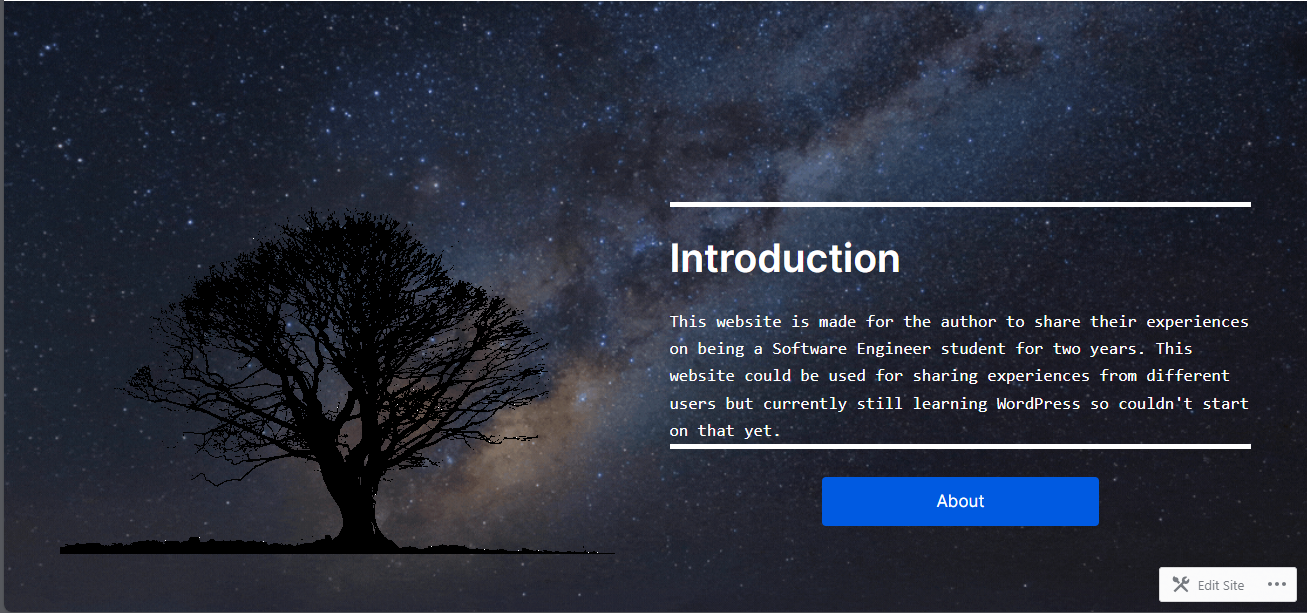 Introduction
This website is made for the author to share their experiences
on being a Software Engineer student for two years. This
website could be used for sharing experiences from different
users but currently still learning WordPress so couldn't start
on that yet.
About
Edit Site